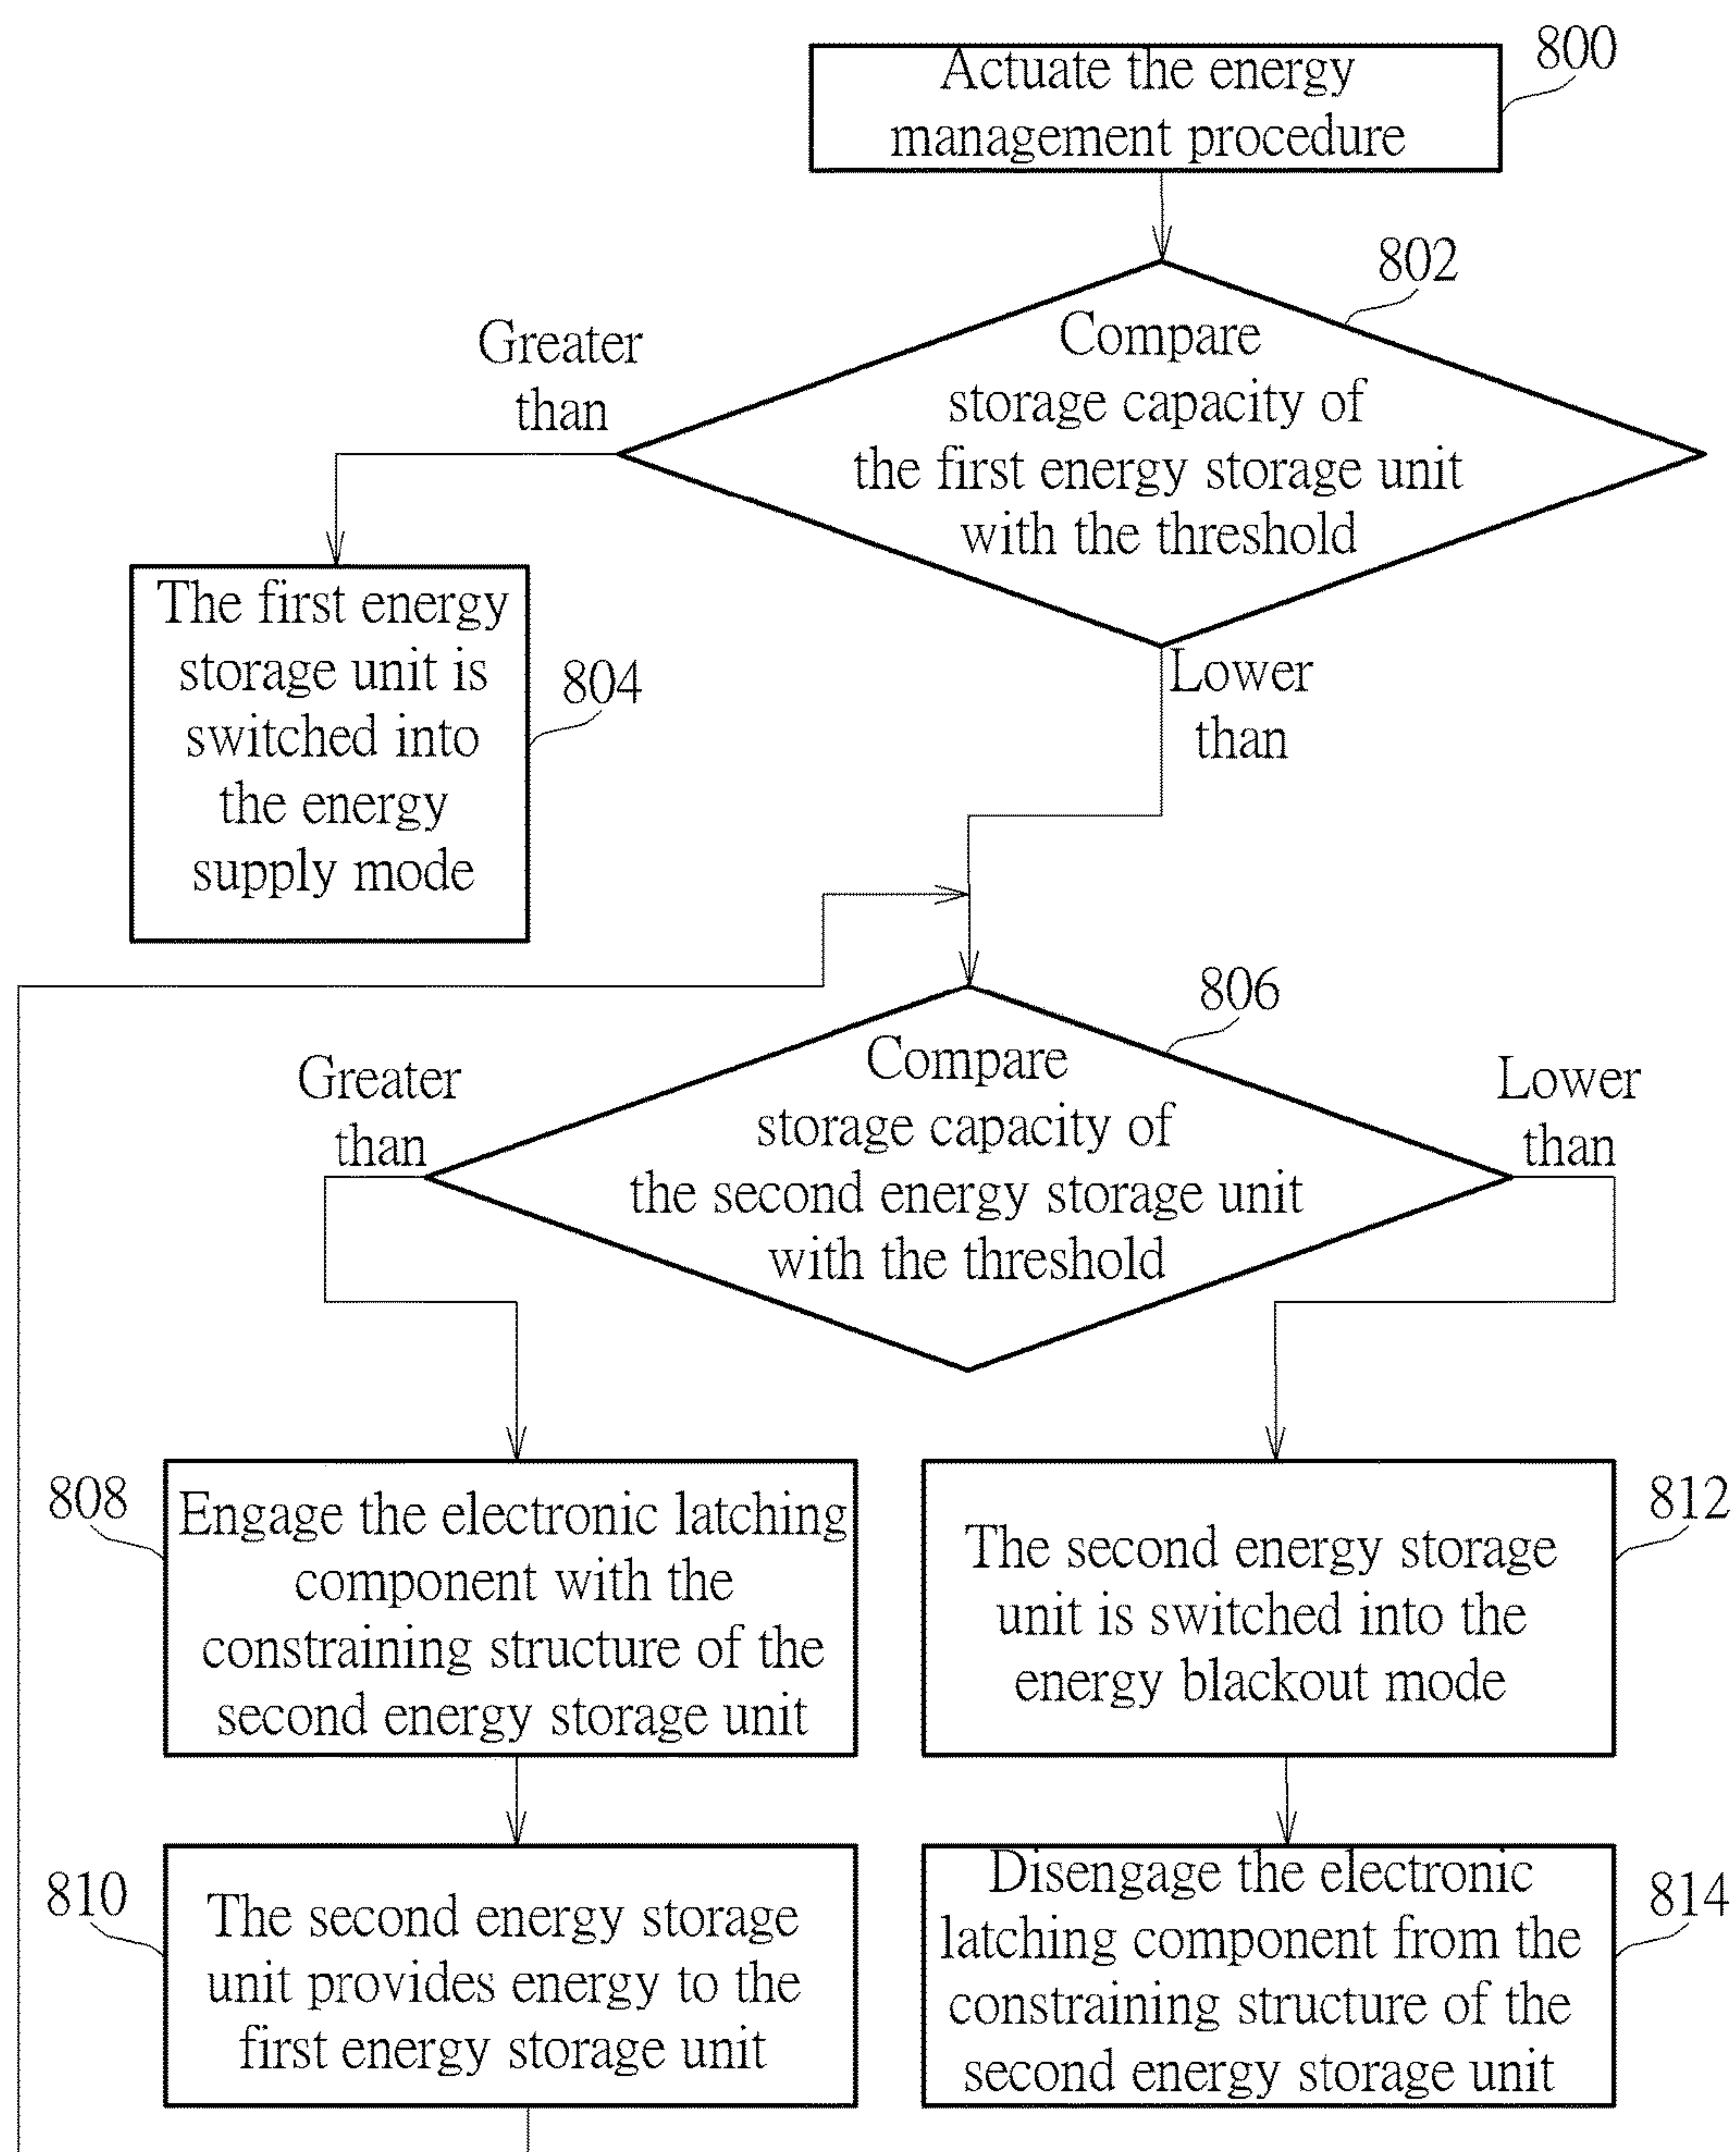 Actuate the energy
management procedure
800
802
Compare
storage capacity of
the first energy storage unit
with the threshold
Greater
than
Lower
than
The first energy
storage unit is
switched into
the energy
supply mode
804
806
Compare
storage capacity of
the second energy storage unit
with the threshold
Greater
than
Lower
than
808
Engage the electronic latching
component with the
constraining structure of the
second energy storage unit
812
The second energy storage
unit is switched into the
energy blackout mode
810
The second energy storage
unit provides energy to the
first energy storage unit
814
Disengage the electronic
latching component from the
constraining structure of the
second energy storage unit